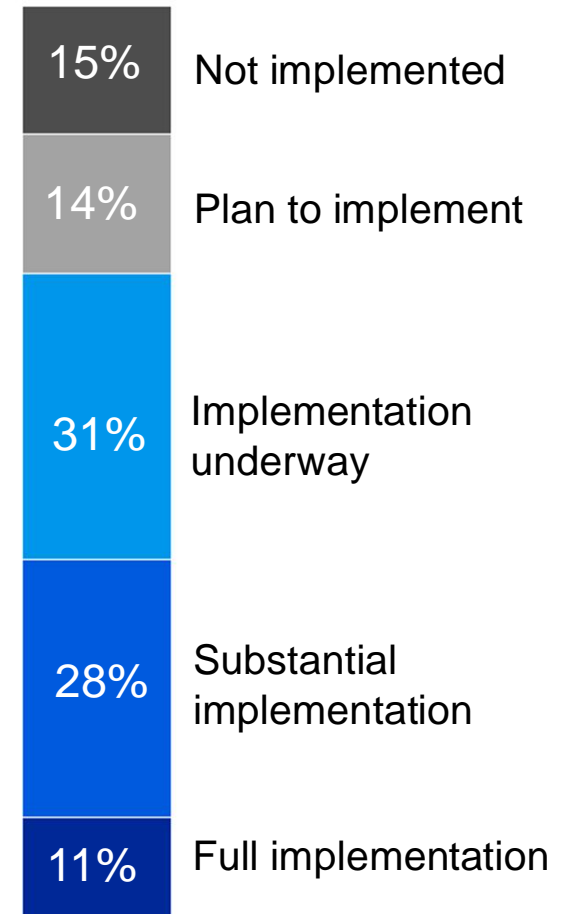 15% Not implemented
14% Plan to implement
31% Implementation
underway
28% Substantial
implementation
11% Full implementation